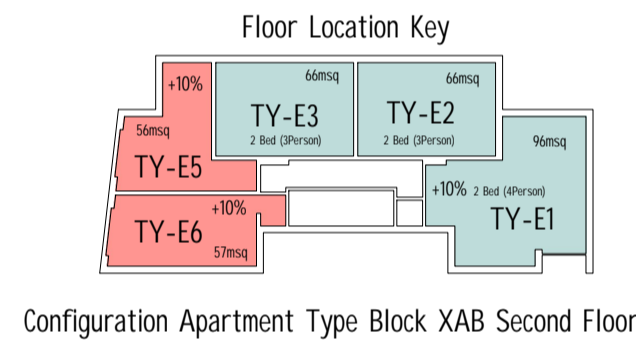 Floor Location Key
+10%
56msq
TY-E5
66msq
TY-E3
2 Bed (3Person)
66msq
TY-E2
2 Bed (3Person)
96msq
+10% 2 Bed (4Person)
TY-E1
+10%
TY-E6
57msq
Configuration Apartment Type Block XAB Second Floor